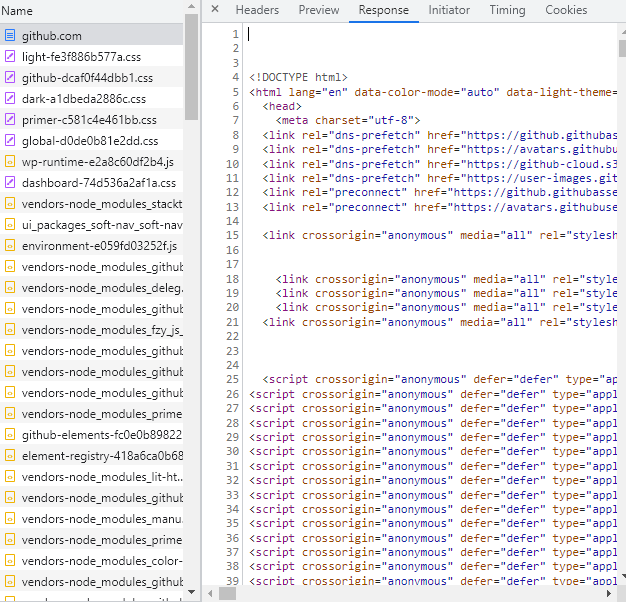 Name
github.com
light-fe3f886b577a.css
github-dcaf0f44dbb1.css
dark-a1dbeda2886c.css
primer-c581c4e461bb.css
global-d0de0b81e2dd.css
wp-runtime-e2a8c60df2b4.js
dashboard-74d536a2af1a.css
vendors-node_modules_stackt
ui_packages_soft-nav_soft-nav
environment-e059fd03252f.js
vendors-node_modules_github
vendors-node_modules_deleg...
vendors-node_modules_github
vendors-node_modules_fzy_js_
vendors-node_modules_github
vendors-node_modules_github
vendors-node_modules_github
vendors-node_modules_prime
github-elements-fc0e0b89822
element-registry-418a6ca0b68
vendors-node_modules_lit-ht...
vendors-node_modules_github
vendors-node_modules_manu...
vendors-node_modules_prime
vendors-node_modules_color-
vendors-node_modules_github
× Headers Preview Response Initiator Timing Cookies
1
2
3
4 <!DOCTYPE html>
5 <html lang="en" data-color-mode="auto" data-light-theme=
6 <head>
7 <meta charset="utf-8">
8 <link rel="dns-prefetch" href="https://github.githubas
9 <link rel="dns-prefetch" href="https://avatars.githubu
10 <link rel="dns-prefetch" href="https://github-cloud.s3
11 <link rel="dns-prefetch" href="https://user-images.git
12 <link rel="preconnect" href="https://github.githubasse
13 <link rel="preconnect" href="https://avatars.githubuse
14
15 <link crossorigin="anonymous" media="all" rel="stylesh
16
17
18 <link crossorigin="anonymous" media="all" rel="style
19 <link crossorigin="anonymous" media="all" rel="style
20 <link crossorigin="anonymous" media="all" rel="style
21 <link crossorigin="anonymous" media="all" rel="stylesh
22
23
24
25 <script crossorigin="anonymous" defer="defer" type="ap
26 <script crossorigin="anonymous" defer="defer" type="appl
27 <script crossorigin="anonymous" defer="defer" type="appl
28 <script crossorigin="anonymous" defer="defer" type="appl
29 <script crossorigin="anonymous" defer="defer" type="appl
30 <script crossorigin="anonymous" defer="defer" type="appl
31 <script crossorigin="anonymous" defer="defer" type="appl
32 <script crossorigin="anonymous" defer="defer" type="appl
33 <script crossorigin="anonymous" defer="defer" type="appl
34 <script crossorigin="anonymous" defer="defer" type="appl
35 <script crossorigin="anonymous" defer="defer" type="appl
36 <script crossorigin="anonymous" defer="defer" type="appl
37 <script crossorigin="anonymous" defer="defer" type="appl
38 <script crossorigin="anonymous" defer="defer" type="appl
39 <script crossorigin="anonymous" defer="defer" type="appl